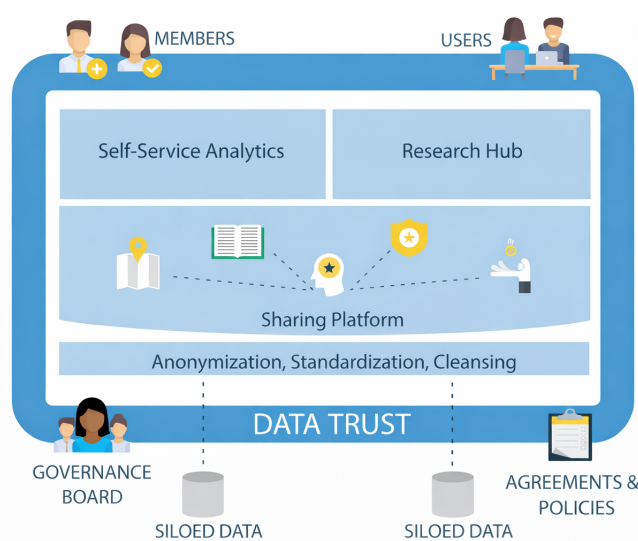 MEMBERS
USERS
Self-Service Analytics
Research Hub
Sharing Platform
Anonymization, Standardization, Cleansing
DATA TRUST
GOVERNANCE
BOARD
AGREEMENTS &
POLICIES
SILOED DATA
SILOED DATA